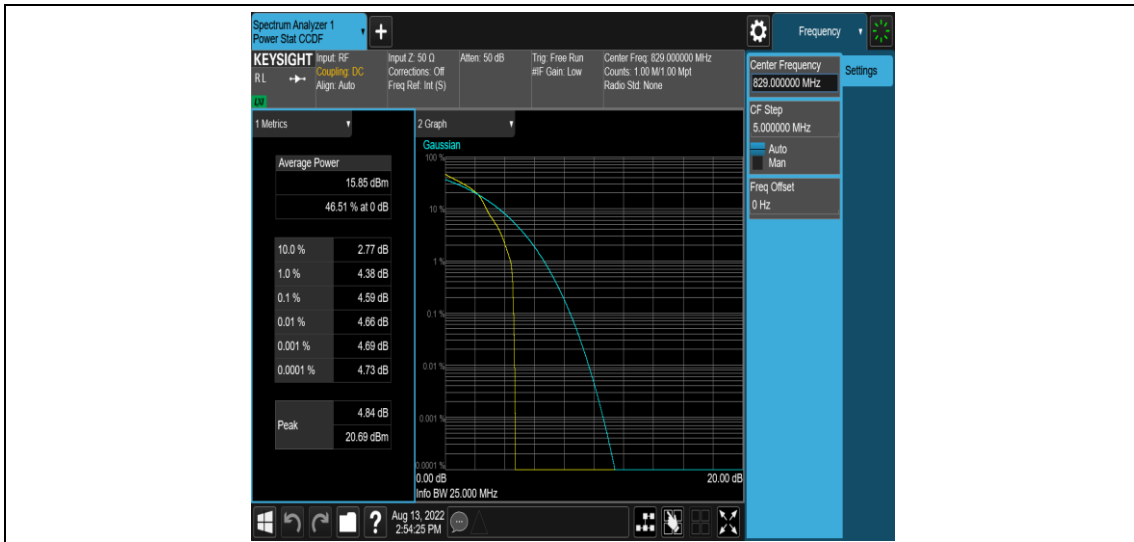 Spectrum Analyzer 1
Power Stat CCDF
Frequency
KEYSIGHT
RL
LM
Input: RF
Coupling: DC
Align: Auto
Input Z: 50 Ω
Corrections: Off
Freq Ref: Int (S)
Atten: 50 dB
Trig: Free Run
#IF Gain: Low
Center Freq: 829.000000 MHz
Counts: 1.00 M/1.00 Mpt
Radio Std: None
Center Frequency
829.000000 MHz
Settings
CF Step
5.000000 MHz
Auto
Man
Freq Offset
0 Hz
1 Metrics
Average Power
15.85 dBm
46.51 % at 0 dB
10.0 % 2.77 dB
1.0 % 4.38 dB
0.1 % 4.59 dB
0.01 % 4.66 dB
0.001 % 4.69 dB
0.0001 % 4.73 dB
Peak
4.84 dB
20.69 dBm
2 Graph
Gaussian
100 %
10 %
1 %
0.1 %
0.01 %
0.001 %
0.0001 %
0.00 dB 20.00 dB
Info BW 25.000 MHz
Aug 13, 2022
2:54:25 PM